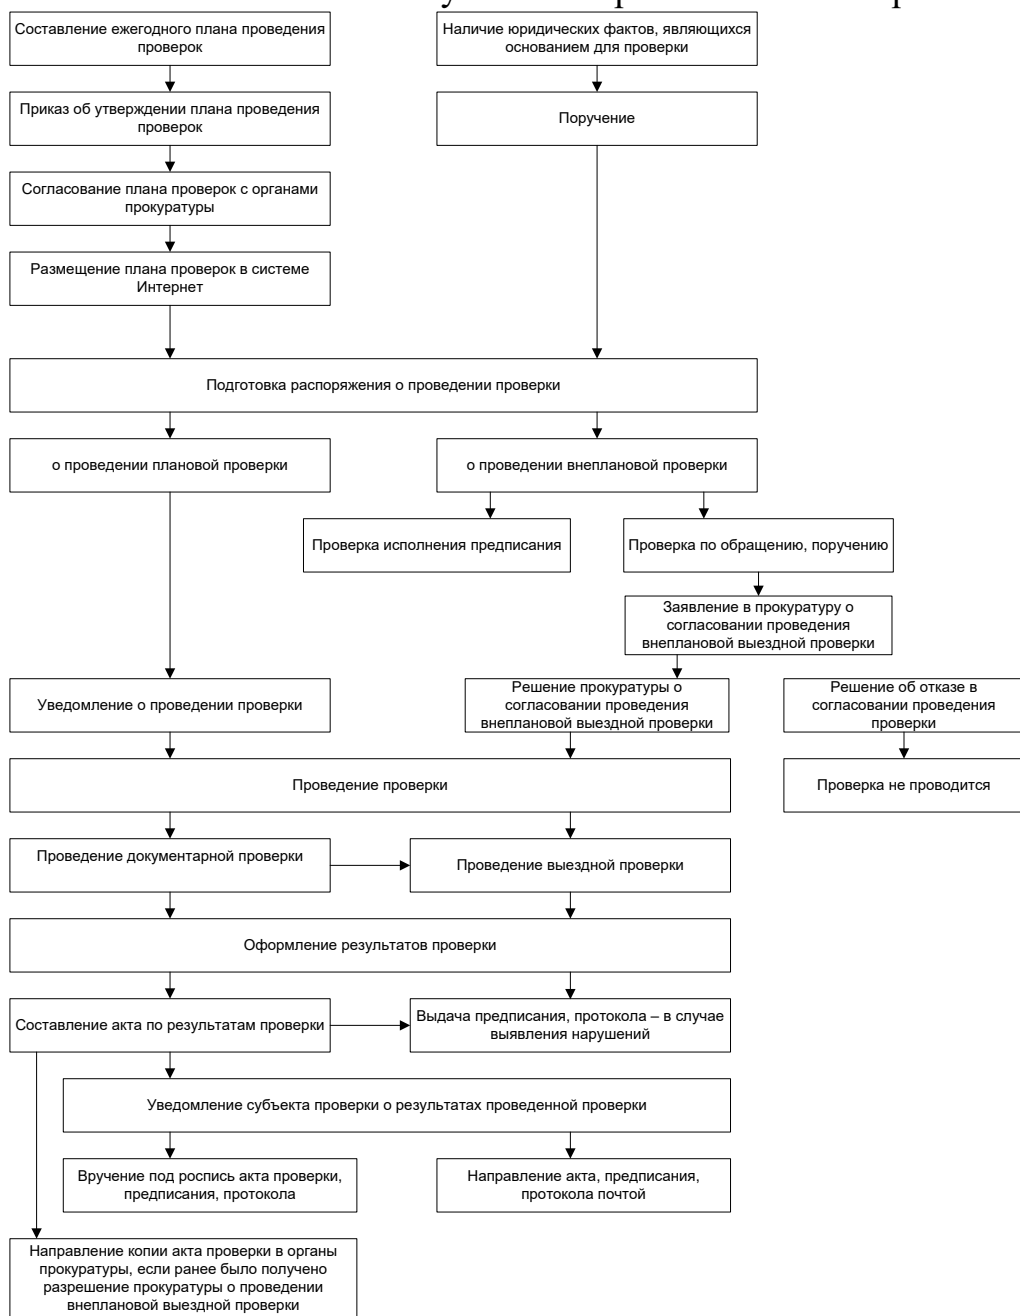 Составление ежегодного плана проведения
проверок
Наличие юридических фактов, являющихся
основанием для проверки
Приказ об утверждении плана проведения
проверок
Поручение
Согласование плана проверок с органами
прокуратуры
Размещение плана проверок в системе
Интернет
Подготовка распоряжения о проведении проверки
о проведении плановой проверки
о проведении внеплановой проверки
Проверка исполнения предписания
Проверка по обращению, поручению
Заявление в прокуратуру о
согласовании проведения
внеплановой выездной проверки
Уведомление о проведении проверки
Решение прокуратуры о
согласовании проведения
внеплановой выездной проверки
Решение об отказе в
согласовании проведения
проверки
Проведение проверки
Проверка не проводится
Проведение документарной проверки
Проведение выездной проверки
Оформление результатов проверки
Составление акта по результатам проверки
Выдача предписания, протокола – в случае
выявления нарушений
Уведомление субъекта проверки о результатах проведенной проверки
Вручение под роспись акта проверки,
предписания, протокола
Направление акта, предписания,
протокола почтой
Направление копии акта проверки в органы
прокуратуры, если ранее было получено
разрешение прокуратуры о проведении
внеплановой выездной проверки